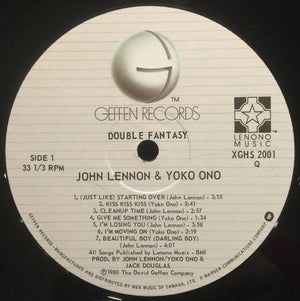 G
TM
GEFFEN RECORDS
DOUBLE FANTASY
LENONO
MUSIC
SIDE 1
33 1/3 RPM
XGHS 2001
Q
JOHN LENNON & YOKO ONO
1. (JUST LIKE) STARTING OVER (John Lennon) - 3:55
2. KISS KISS KISS (Yoko Ono) - 2:41
3. CLEANUP TIME (John Lennon) - 2:57
4. GIVE ME SOMETHING (Yoko Ono) - 1:34
5. I'M LOSING YOU (John Lennon) - 3:58
6. I'M MOVING ON (Yoko Ono) - 2:19
7. BEAUTIFUL BOY (DARLING BOY)
(John Lennon) - 4:01
All Songs Published by Lenono Music - BMI
PROD. BY JOHN LENNON/YOKO ONO &
JACK DOUGLAS
℗ 1980 The David Geffen Company